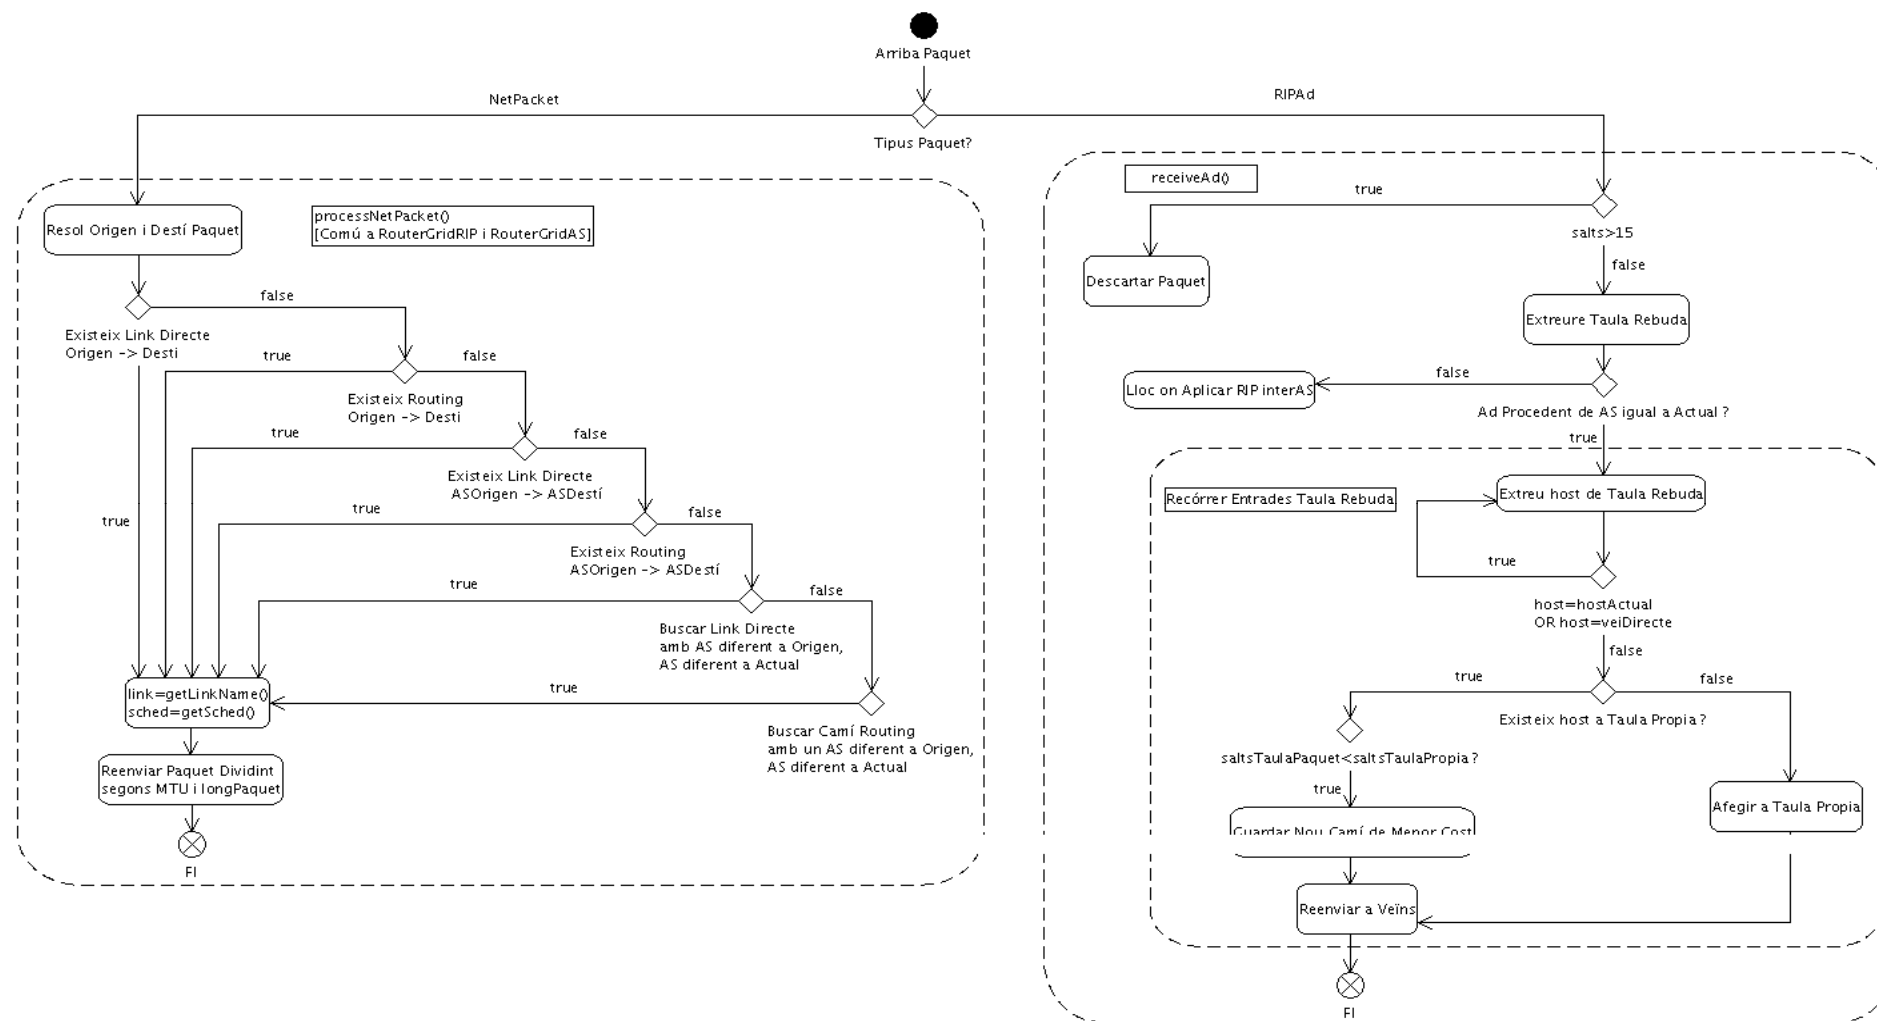 Arriba Paquet
NetPacket
RIPAd
Tipus Paquet?
processNetPacket()
[Comú a RouterGridRIP i RouterGridAS]
Resol Origen i Destí Paquet
false
Existeix Link Directe
Origen -> Desti
true
false
Existeix Routing
Origen -> Desti
true
false
Existeix Link Directe
ASOrigen -> ASDestí
true
true
false
Existeix Routing
ASOrigen -> ASDestí
true
false
Buscar Link Directe
amb AS diferent a Origen,
AS diferent a Actual
link=getLinkName()
sched=getSched()
true
Buscar Camí Routing
amb un AS diferent a Origen,
AS diferent a Actual
Reenviar Paquet Dividint
segons MTU i longPaquet
FI
receiveAd()
true
salts>15
Descartar Paquet
false
Extreure Taula Rebuda
false
Lloc on Aplicar RIP interAS
Ad Procedent de AS igual a Actual ?
true
Recórrer Entrades Taula Rebuda
Extreu host de Taula Rebuda
true
host=hostActual
OR host=veiDirecte
false
true
false
Existeix host a Taula Propia ?
saltsTaulaPaquet<saltsTaulaPropia ?
true
Guardar Nou Camí de Menor Cost
Afegir a Taula Propia
Reenviar a Veïns
FI